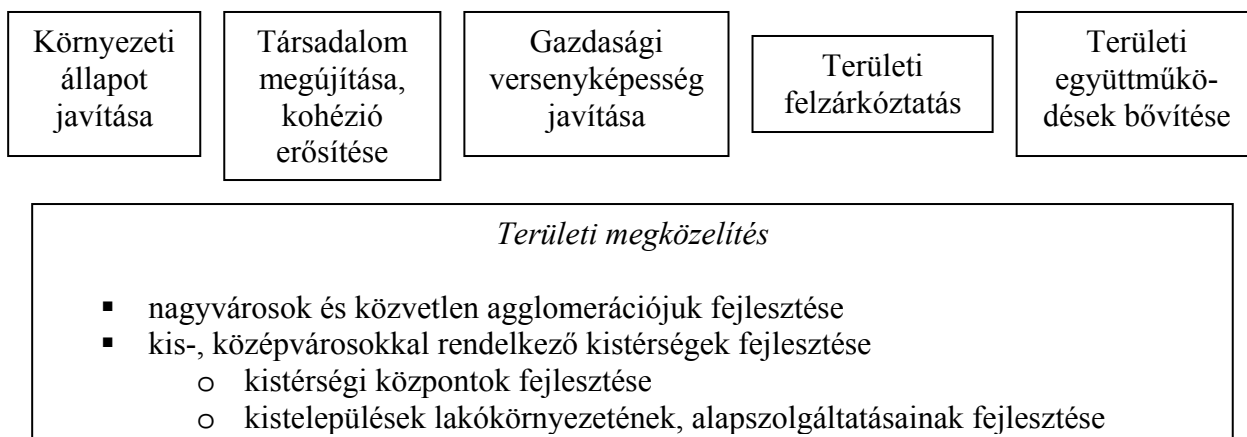 Környezeti
állapot
javítása
Társadalom
megújítása,
kohézió
erősítése
Gazdasági
versenyképesség
javítása
Területi
felzárkóztatás
Területi
együttműkö-
dések bővítése
Területi megközelítés
▪ nagyvárosok és közvetlen agglomerációjuk fejlesztése
▪ kis-, középvárosokkal rendelkező kistérségek fejlesztése
o kistérségi központok fejlesztése
o kistelepülések lakókörnyezetének, alapszolgáltatásainak fejlesztése